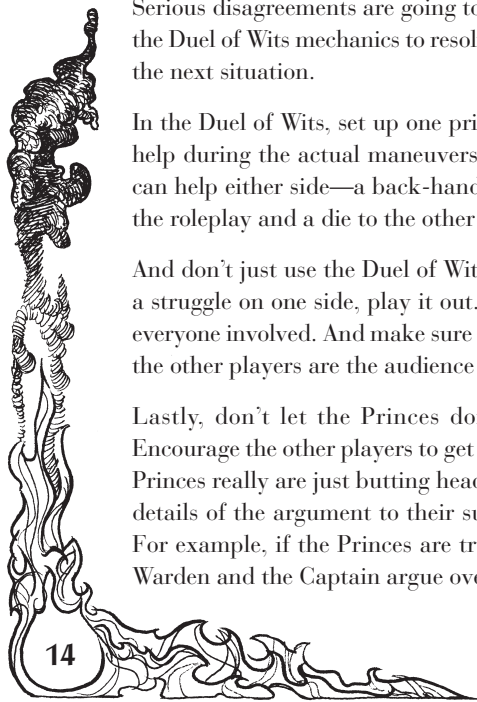 Serious disagreements are going to
the Duel of Wits mechanics to resol
the next situation.
In the Duel of Wits, set up one pri
help during the actual maneuvers
can help either side—a back-hand
the roleplay and a die to the other
And don't just use the Duel of Wit
a struggle on one side, play it out.
everyone involved. And make sure
the other players are the audience
Lastly, don't let the Princes do
Encourage the other players to get
Princes really are just butting head
details of the argument to their su
For example, if the Princes are tr
Warden and the Captain argue ove
14